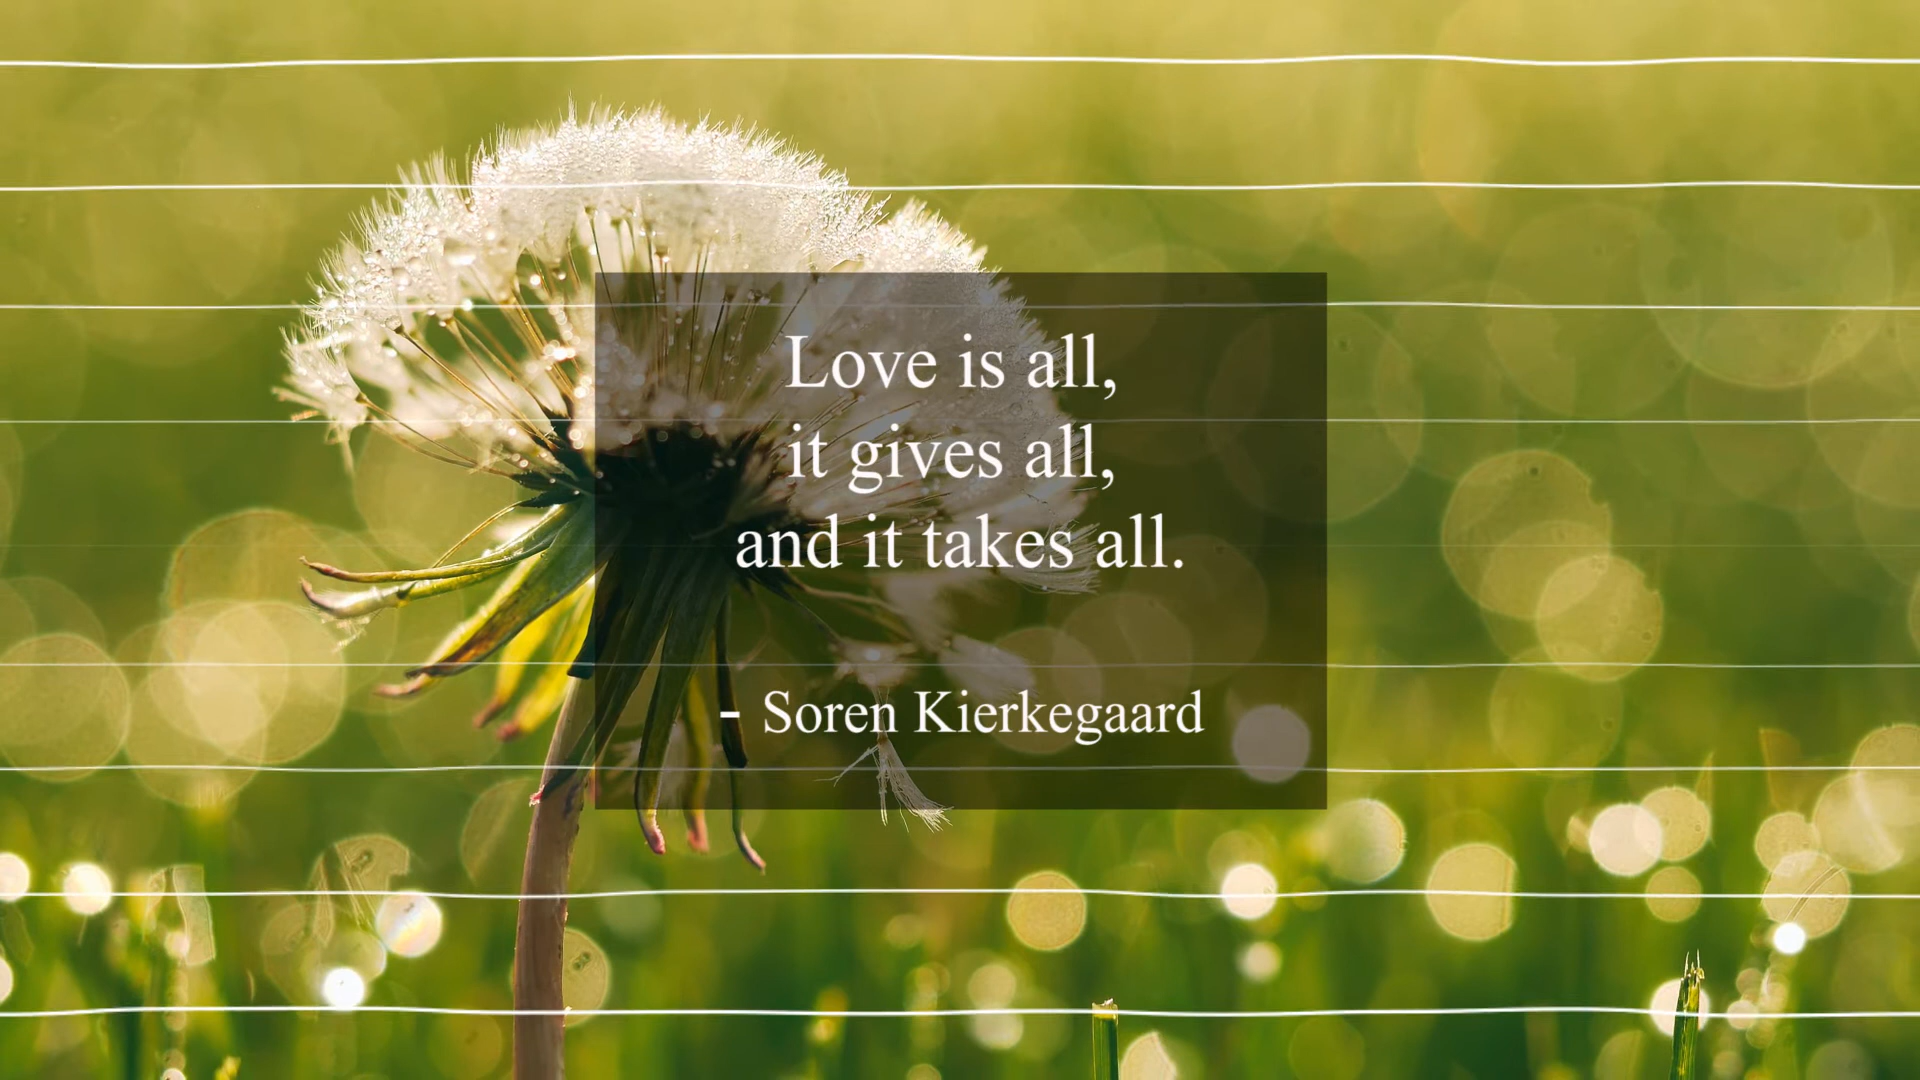 Love is all,
it gives all,
and it takes all.
- Soren Kierkegaard